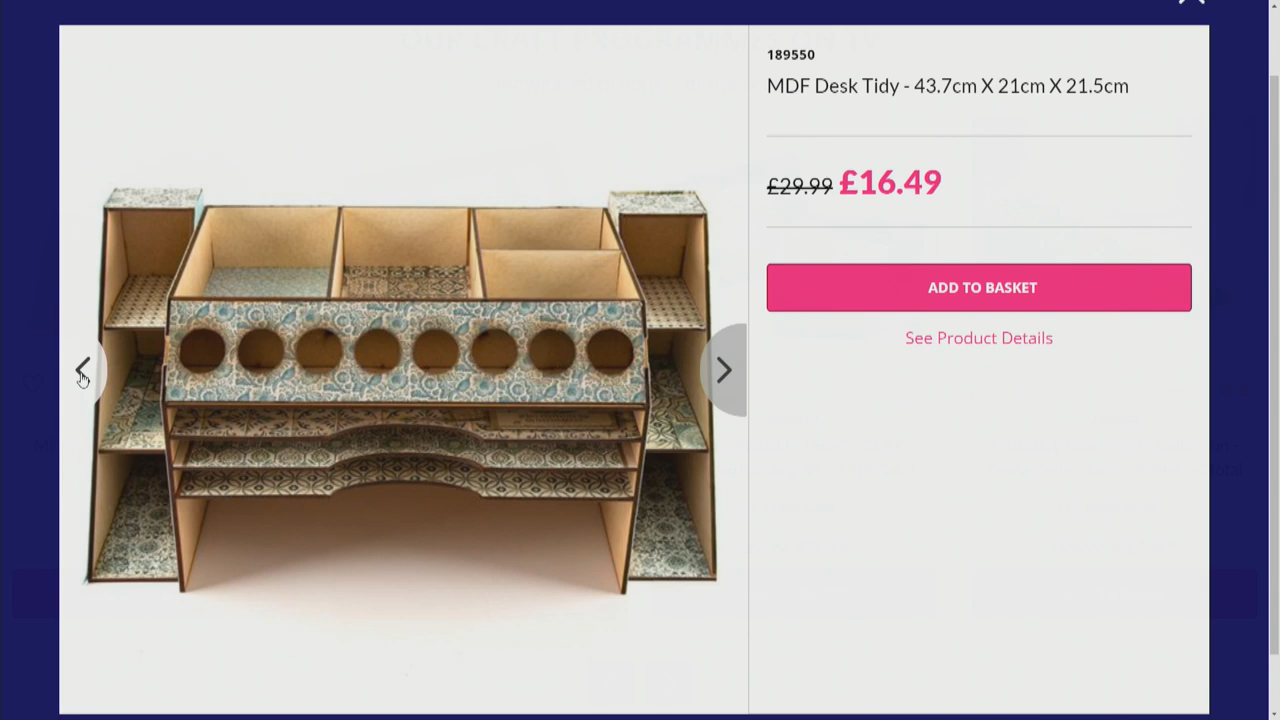 189550
MDF Desk Tidy - 43.7cm X 21cm X 21.5cm
£29.99 £16.49
ADD TO BASKET
See Product Details